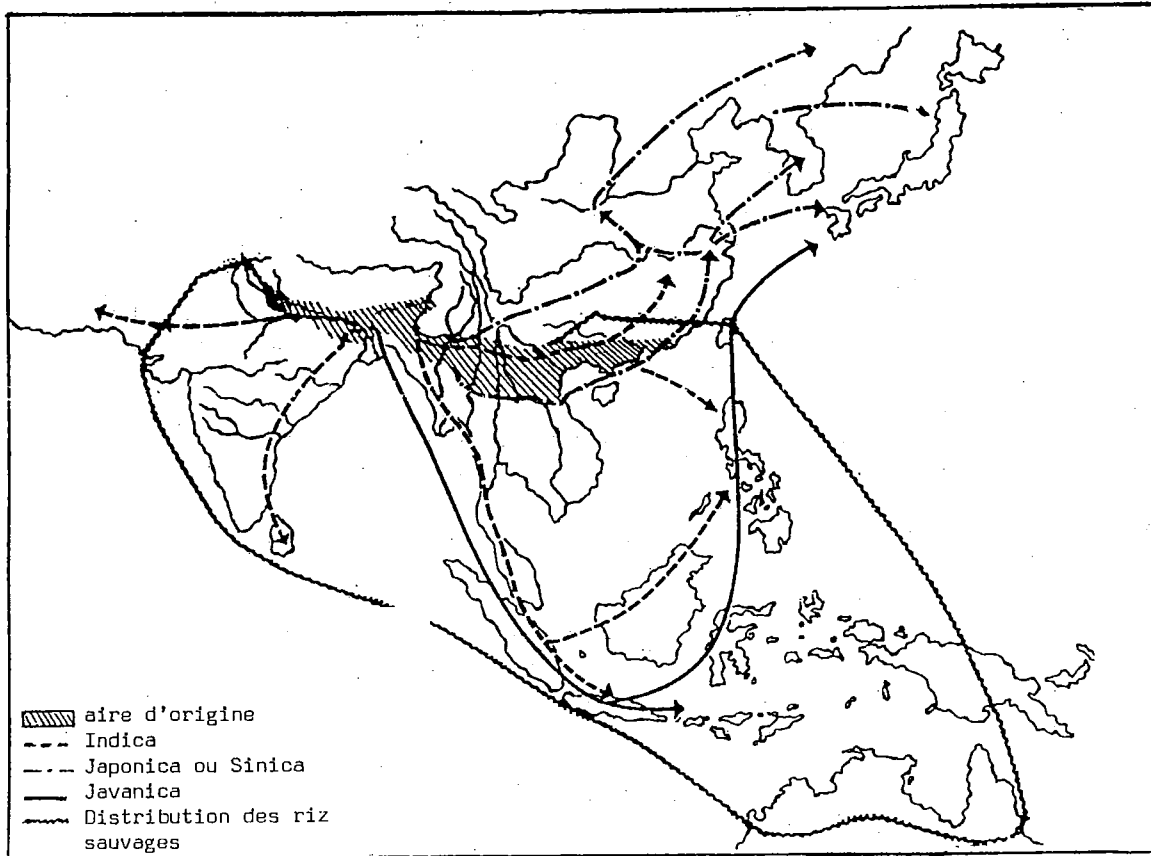 aire d'origine
Indica
Japonica ou Sinica
Javanica
Distribution des riz
sauvages